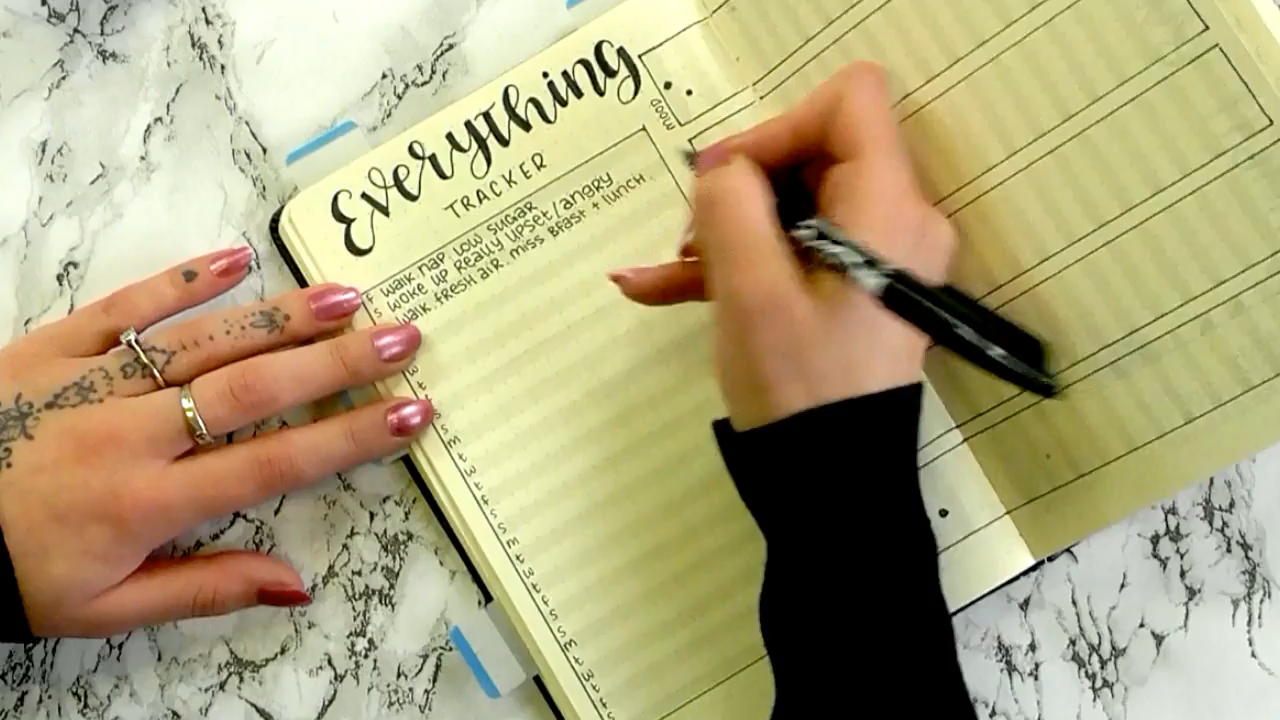 Everything
TRACKER
mood
F WALK NAP. LOW SUGAR
S WOKE UP REALLY UPSET/ANGRY
WALK. FRESH AIR. MISS BFAST + LUNCH.
W
t
S
S
M
t
W
t
F
S
S
M
t
W
t
F
S
S
M
t
W
t
F
S